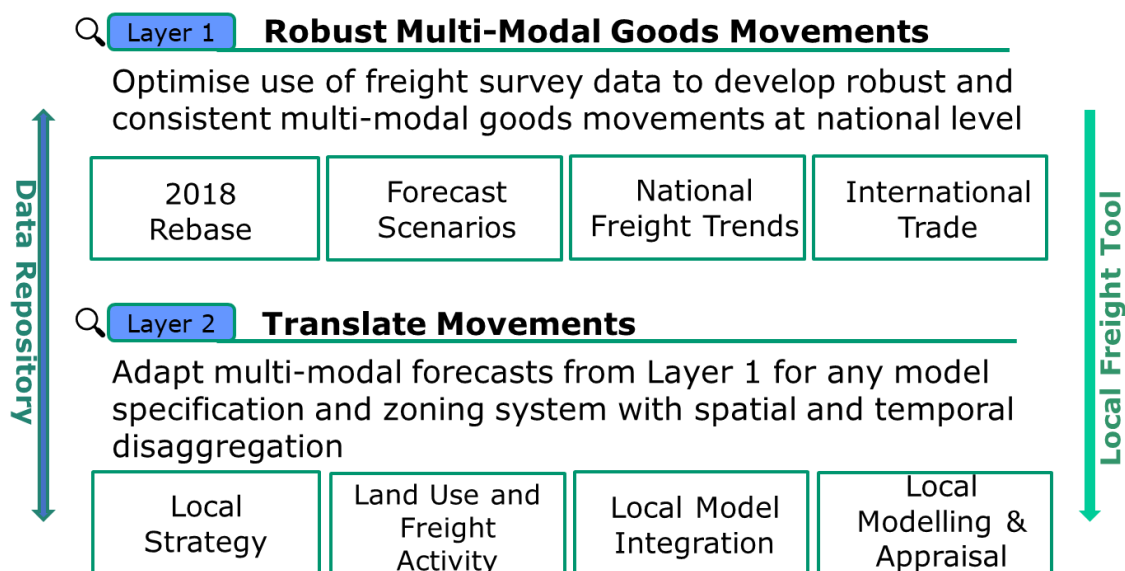 Layer 1
Robust Multi-Modal Goods Movements
Optimise use of freight survey data to develop robust and
consistent multi-modal goods movements at national level
Data Repository
2018
Rebase
Forecast
Scenarios
National
Freight Trends
International
Trade
Local Freight Tool
Layer 2
Translate Movements
Adapt multi-modal forecasts from Layer 1 for any model
specification and zoning system with spatial and temporal
disaggregation
Local
Strategy
Land Use and
Freight
Activity
Local Model
Integration
Local
Modelling &
Appraisal